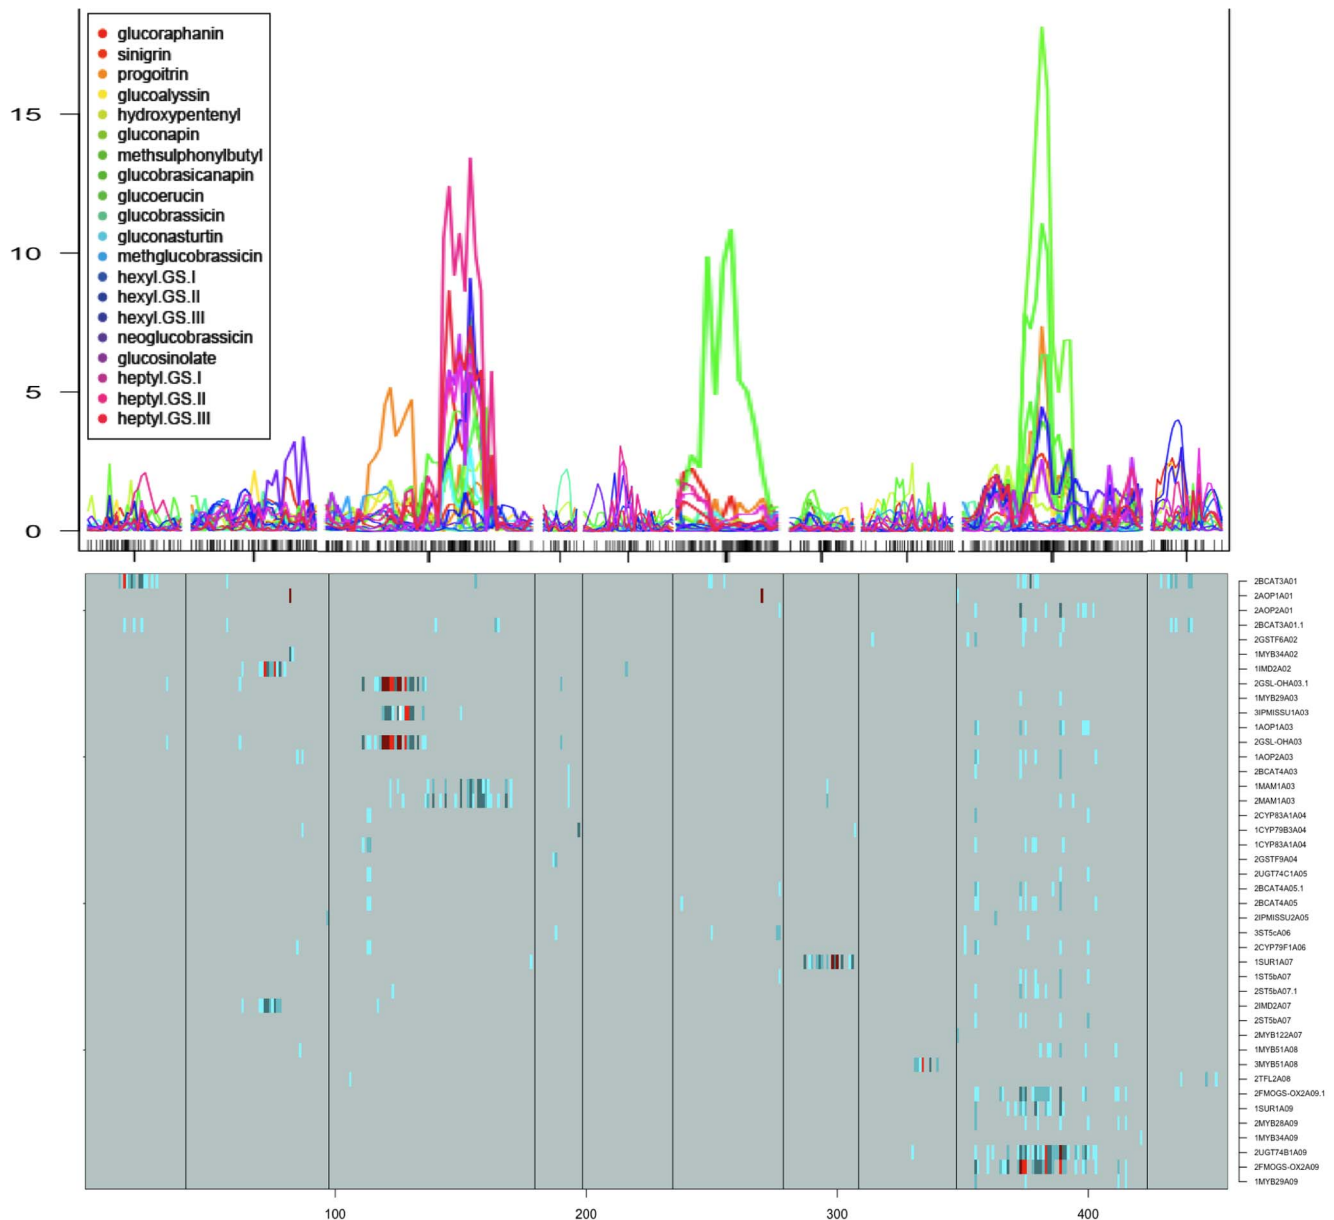 15
10
5
0
glucoraphanin
sinigrin
progoitrin
glucoalyssin
hydroxypentenyl
gluconapin
methsulphonylbutyl
glucobrasicanapin
glucoerucin
glucobrassicin
gluconasturtin
methglucobrassicin
hexyl.GS.I
hexyl.GS.II
hexyl.GS.III
neoglucobrassicin
glucosinolate
heptyl.GS.I
heptyl.GS.II
heptyl.GS.III
2BCAT3A01
2AOP1A01
2AOP2A01
2BCAT3A01.1
2GSTF6A02
1MYB34A02
1IMD2A02
2GSL-OHA03.1
1MYB29A03
3IPMISSU1A03
1AOP1A03
2GSL-OHA03
1AOP2A03
2BCAT4A03
1MAM1A03
2MAM1A03
2CYP83A1A04
1CYP79B3A04
1CYP83A1A04
2GSTF9A04
2UGT74C1A05
2BCAT4A05.1
2BCAT4A05
2IPMISSU2A05
3ST5cA06
2CYP79F1A06
1SUR1A07
1ST5bA07
2ST5bA07.1
2IMD2A07
2ST5bA07
2MYB122A07
1MYB51A08
3MYB51A08
2TFL2A08
2FMOGS-OX2A09.1
1SUR1A09
2MYB28A09
1MYB34A09
2UGT74B1A09
2FMOGS-OX2A09
1MYB29A09
100
200
300
400